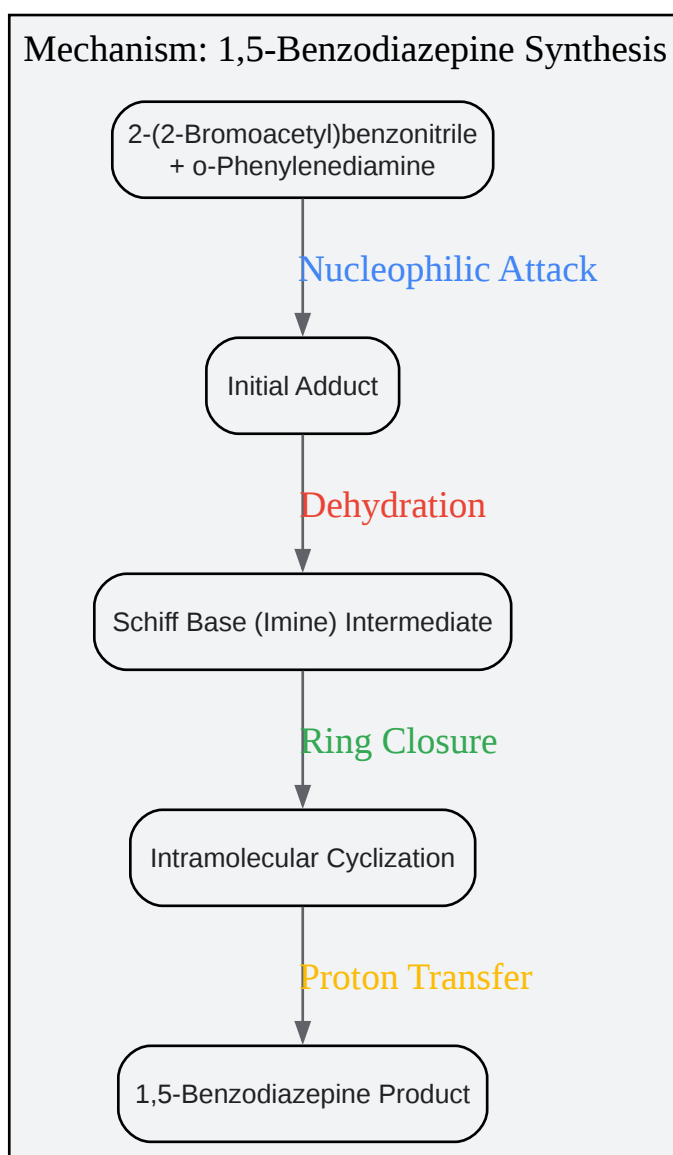 Mechanism: 1,5-Benzodiazepine Synthesis
2-(2-Bromoacetyl)benzonitrile
+ o-Phenylenediamine
Nucleophilic Attack
Initial Adduct
Dehydration
Schiff Base (Imine) Intermediate
Ring Closure
Intramolecular Cyclization
Proton Transfer
1,5-Benzodiazepine Product